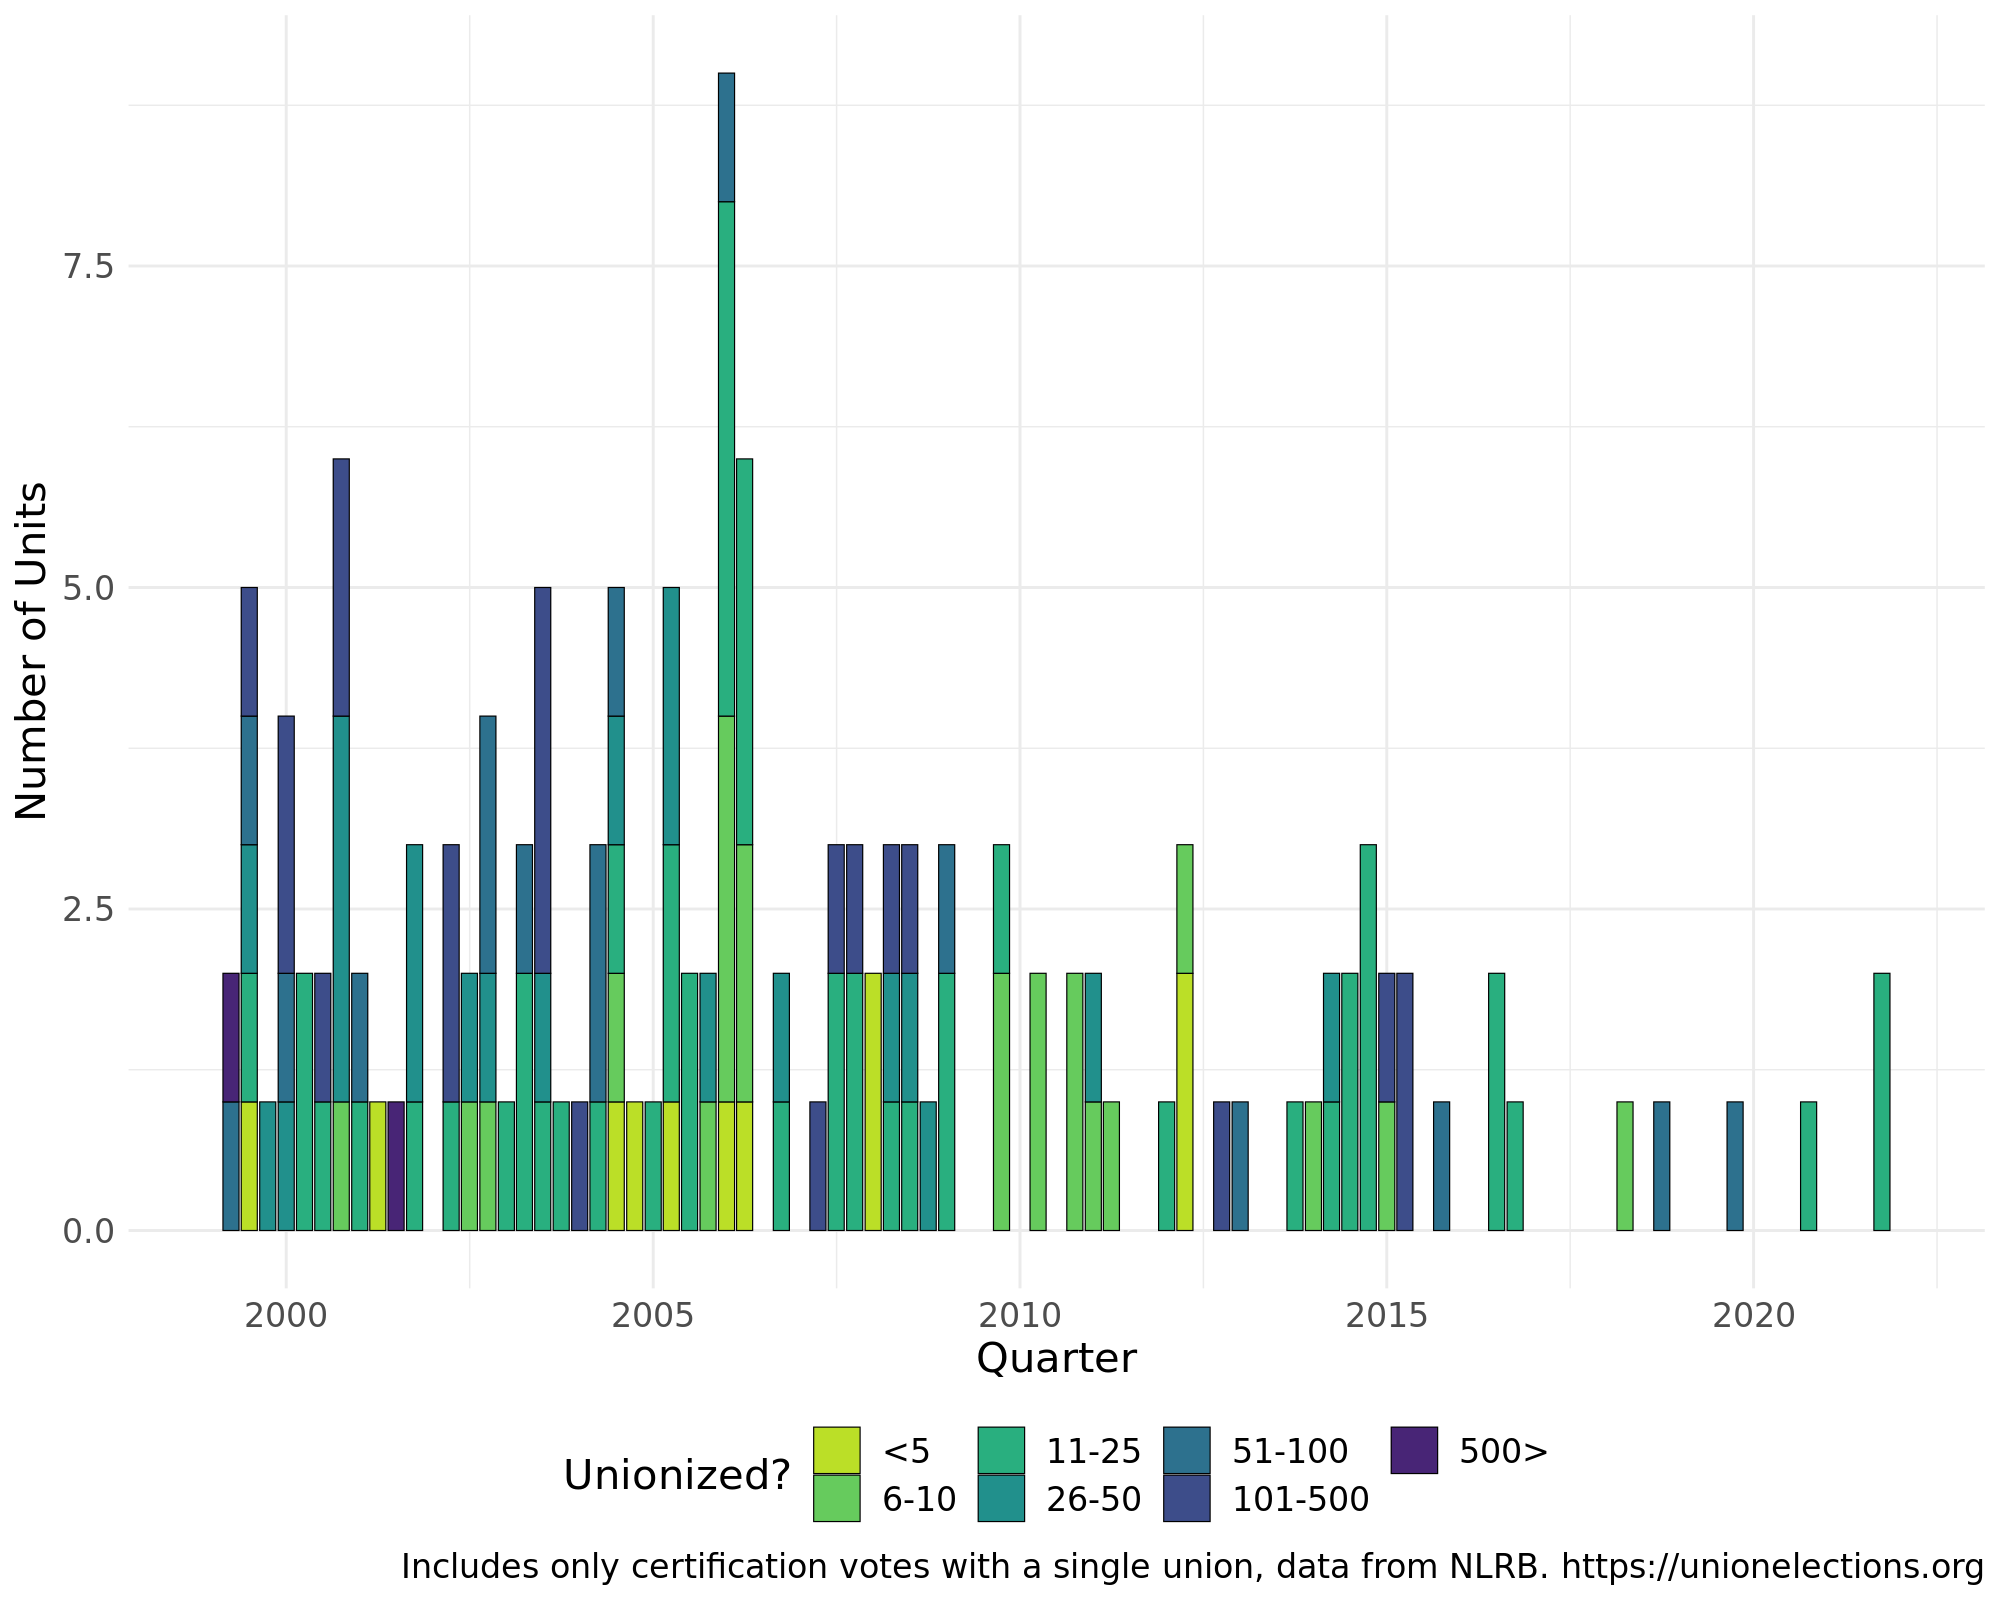 Number of Units
7.5
5.0
2.5
0.0
2000 2005 2010 2015 2020
Quarter
Unionized?
<5 11-25 51-100 500>
6-10 26-50 101-500
Includes only certification votes with a single union, data from NLRB. https://unionelections.org